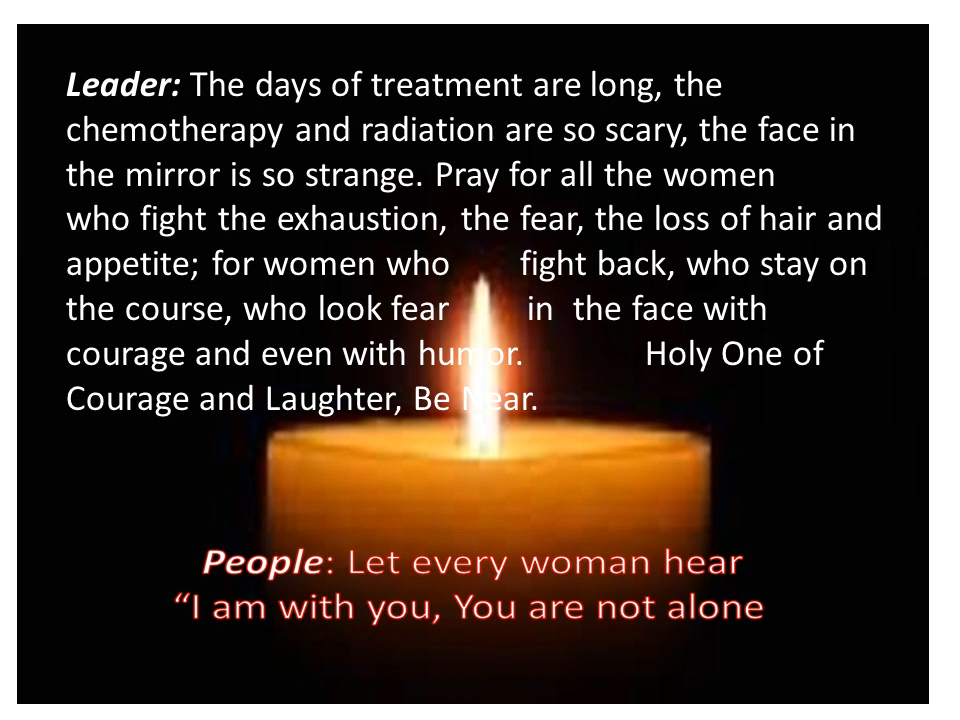 Leader: The days of treatment are long, the
chemotherapy and radiation are so scary, the face in
the mirror is so strange. Pray for all the women
who fight the exhaustion, the fear, the loss of hair and
appetite; for women who fight back, who stay on
the course, who look fear in the face with
courage and even with humor. Holy One of
Courage and Laughter, Be Near.
People: Let every woman hear
“I am with you, You are not alone